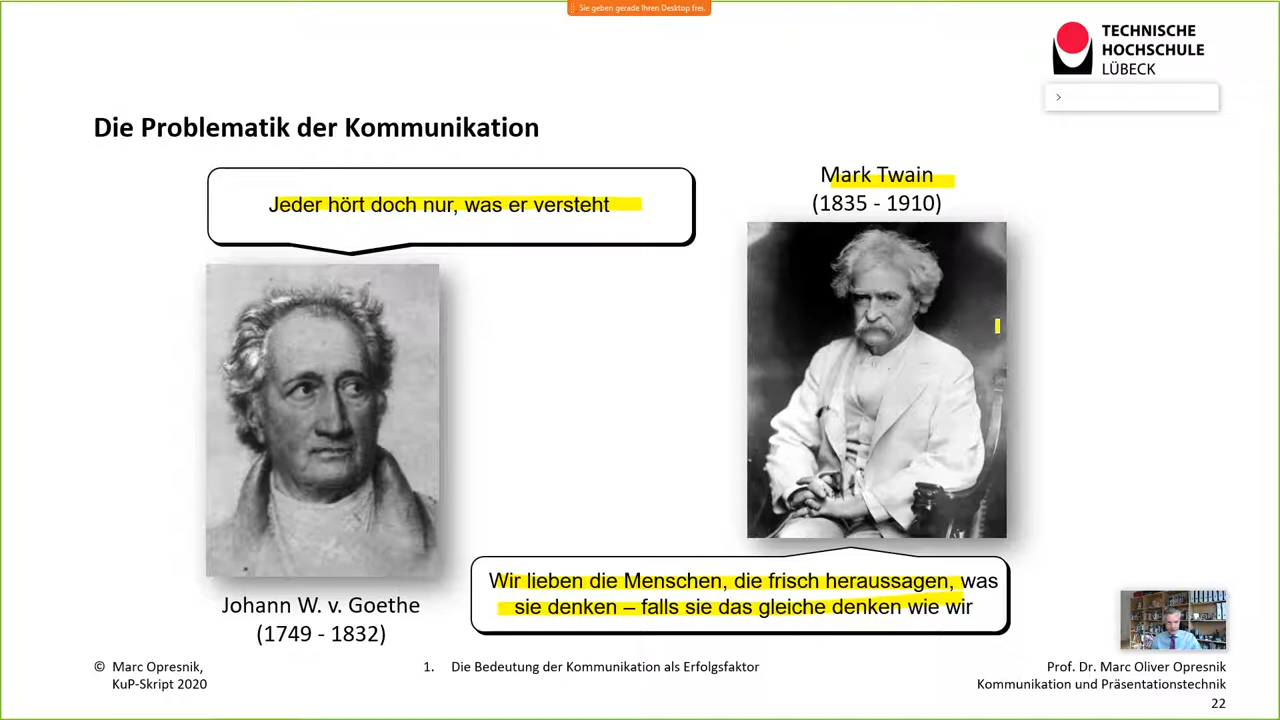 Sie geben gerade Ihren Desktop frei.
TECHNISCHE
HOCHSCHULE
LÜBECK
Die Problematik der Kommunikation
Jeder hört doch nur, was er versteht
Mark Twain
(1835 - 1910)
Johann W. v. Goethe
(1749 - 1832)
Wir lieben die Menschen, die frisch heraussagen, was
sie denken – falls sie das gleiche denken wie wir
© Marc Opresnik,
KuP-Skript 2020
1. Die Bedeutung der Kommunikation als Erfolgsfaktor
Prof. Dr. Marc Oliver Opresnik
Kommunikation und Präsentationstechnik
22